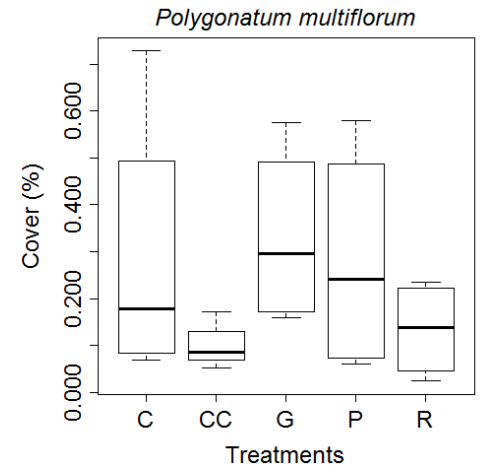 Polygonatum multiflorum
Cover (%)
0.600
0.400
0.200
0.000
C CC G P R
Treatments